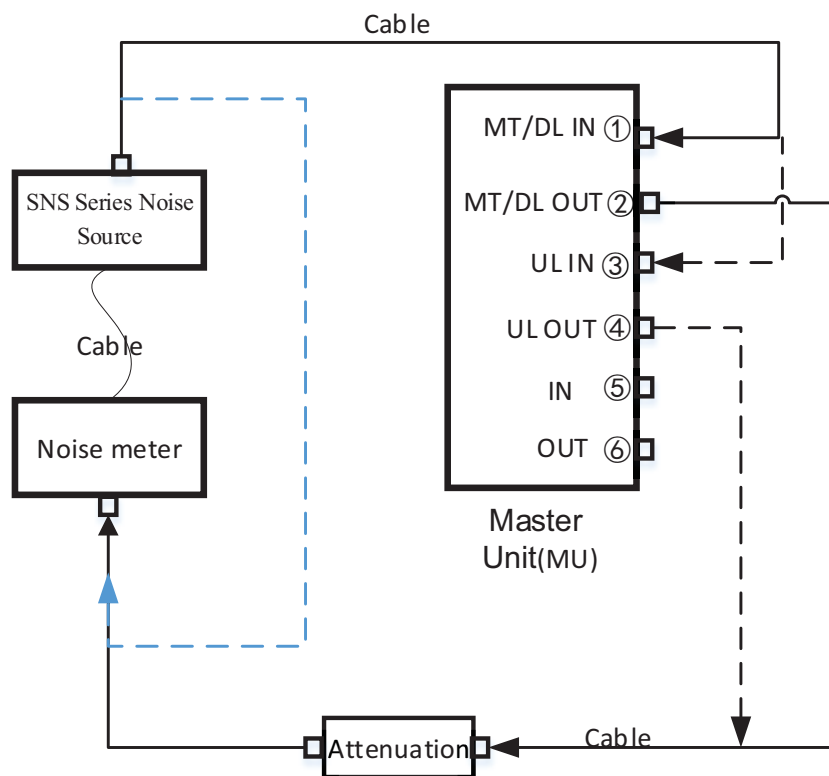 Cable
MT/DL IN ①
SNS Series Noise
Source
MT/DL OUT ②
UL IN ③
UL OUT ④
Cable
IN ⑤
Noise meter
OUT ⑥
Master
Unit(MU)
Attenuation
Cable